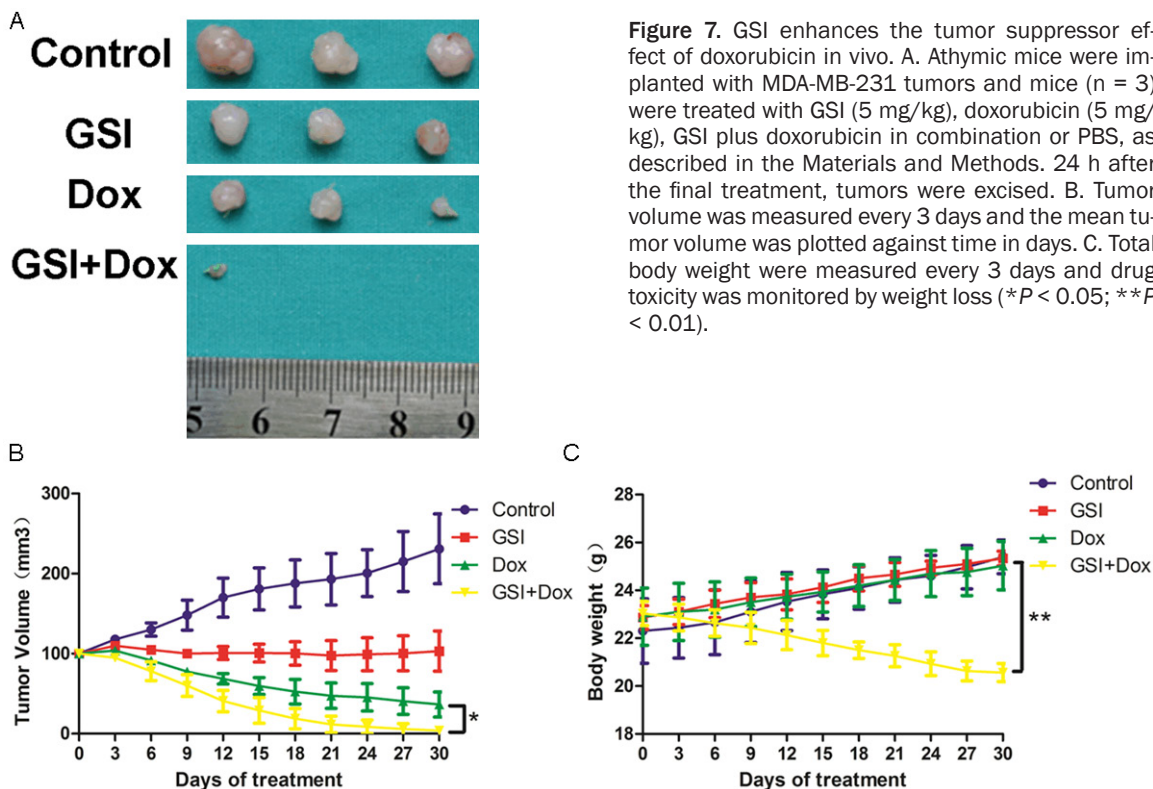 A
Control
GSI
Dox
GSI+Dox
5 6 7 8 9
Figure 7. GSI enhances the tumor suppressor ef-
fect of doxorubicin in vivo. A. Athymic mice were im-
planted with MDA-MB-231 tumors and mice (n = 3)
were treated with GSI (5 mg/kg), doxorubicin (5 mg/
kg), GSI plus doxorubicin in combination or PBS, as
described in the Materials and Methods. 24 h after
the final treatment, tumors were excised. B. Tumor
volume was measured every 3 days and the mean tu-
mor volume was plotted against time in days. C. Total
body weight were measured every 3 days and drug
toxicity was monitored by weight loss (*P < 0.05; **P
< 0.01).
B
300
200
100
0
Tumor Volume（mm3）
0 3 6 9 12 15 18 21 24 27 30
Days of treatment
Control
GSI
Dox
GSI+Dox
*
C
28
26
24
22
20
18
Body weight（g）
0 3 6 9 12 15 18 21 24 27 30
Days of treatment
Control
GSI
Dox
GSI+Dox
**